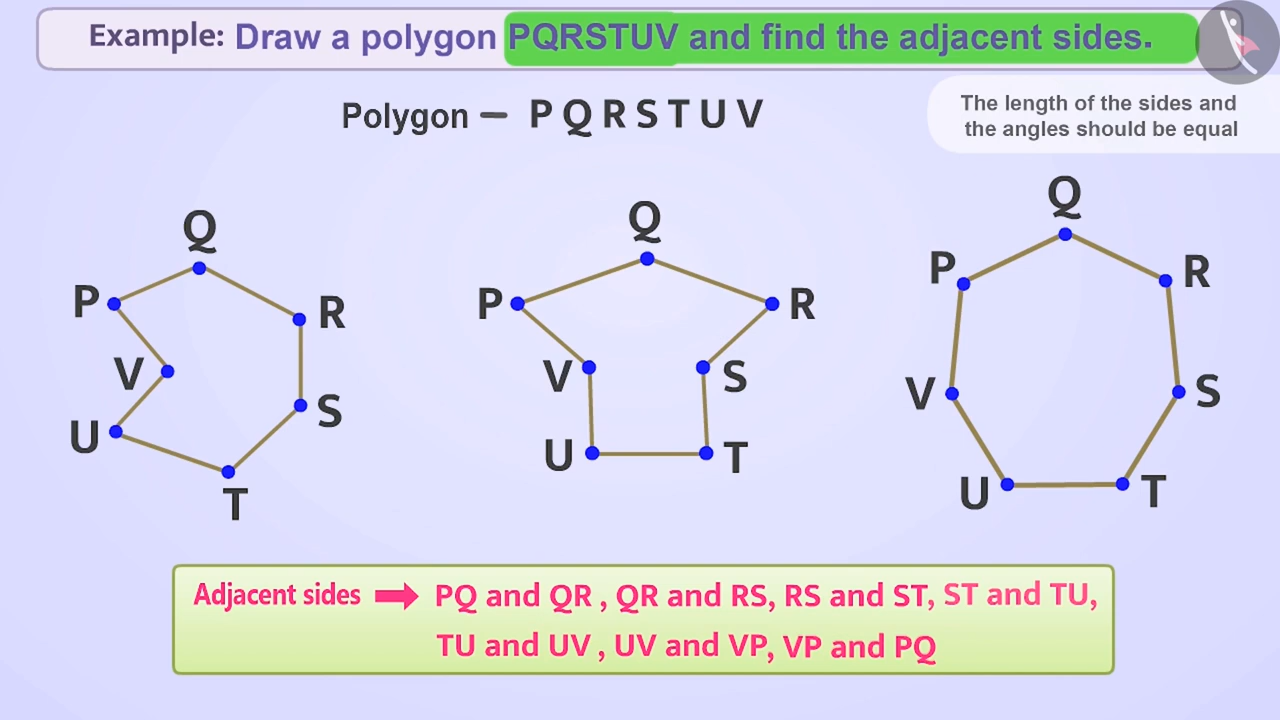 Example: Draw a polygon PQRSTUV and find the adjacent sides.
Polygon – P Q R S T U V
The length of the sides and
the angles should be equal
Q
P
R
V
S
U
T
Q
P
R
V
S
U
T
Q
P
R
V
S
U
T
Adjacent sides ➡ PQ and QR , QR and RS, RS and ST, ST and TU,
TU and UV , UV and VP, VP and PQ